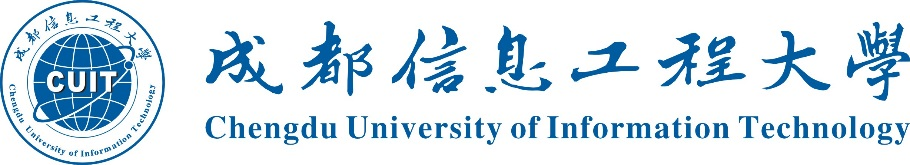 成都信息工程大學
CUIT
Chengdu University of Information Technology
成都信息工程大學
Chengdu University of Information Technology